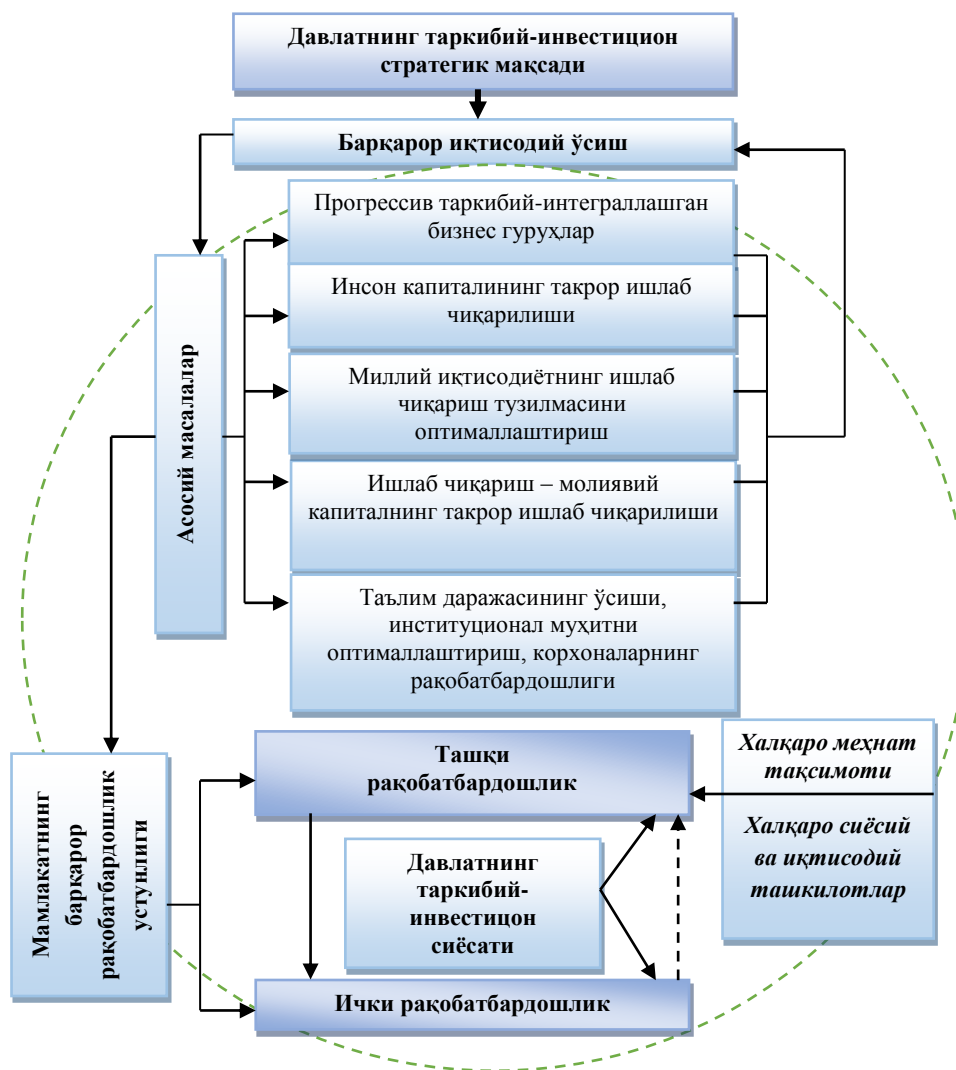 Давлатнинг таркибий-инвестицион
стратегик мақсади
Барқарор иқтисодий ўсиш
Прогрессив таркибий-интеграллашган
бизнес гуруҳлар
Инсон капиталининг такрор ишлаб
чиқарилиши
Миллий иқтисодиётнинг ишлаб
чиқариш тузилмасини
оптималлаштириш
Ишлаб чиқариш – молиявий
капиталнинг такрор ишлаб чиқарилиши
Таълим даражасининг ўсиши,
институционал муҳитни
оптималлаштириш, корхоналарнинг
рақобатбардошлиги
Асосий масалалар
Мамлакатнинг
барқарор
рақобатбардошлик
устунлиги
Ташқи
рақобатбардошлик
Давлатнинг
таркибий-
инвестицон
сиёсати
Ички рақобатбардошлик
Халқаро меҳнат
тақсимоти
Халқаро сиёсий
ва иқтисодий
ташкилотлар